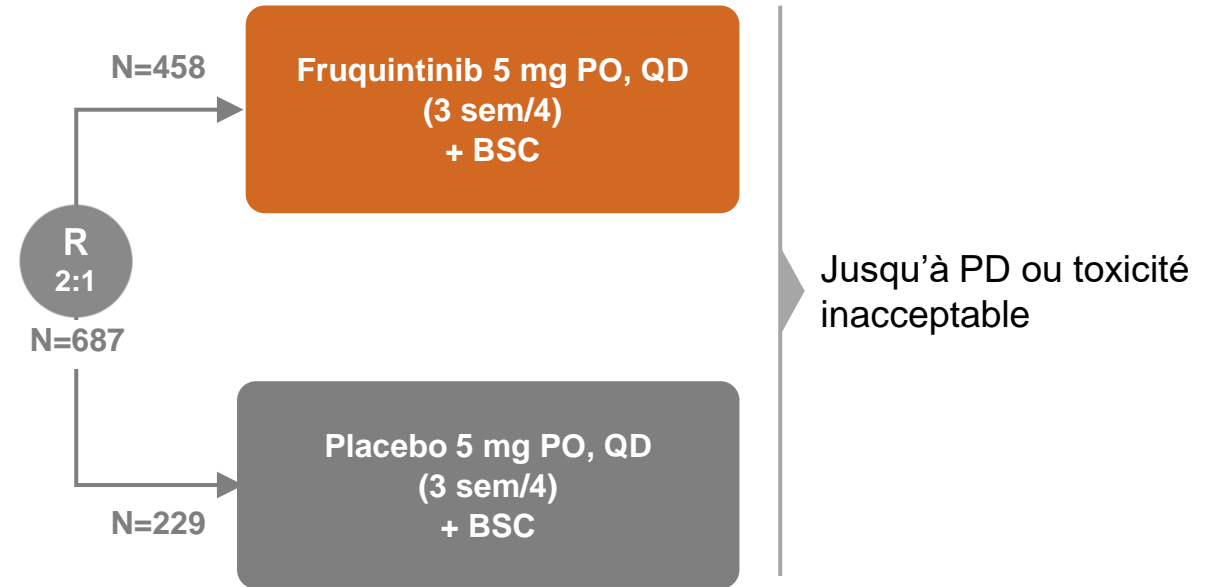 N=458
Fruquintinib 5 mg PO, QD
(3 sem/4)
+ BSC
R
2:1
N=687
Jusqu’à PD ou toxicité
inacceptable
Placebo 5 mg PO, QD
(3 sem/4)
+ BSC
N=229